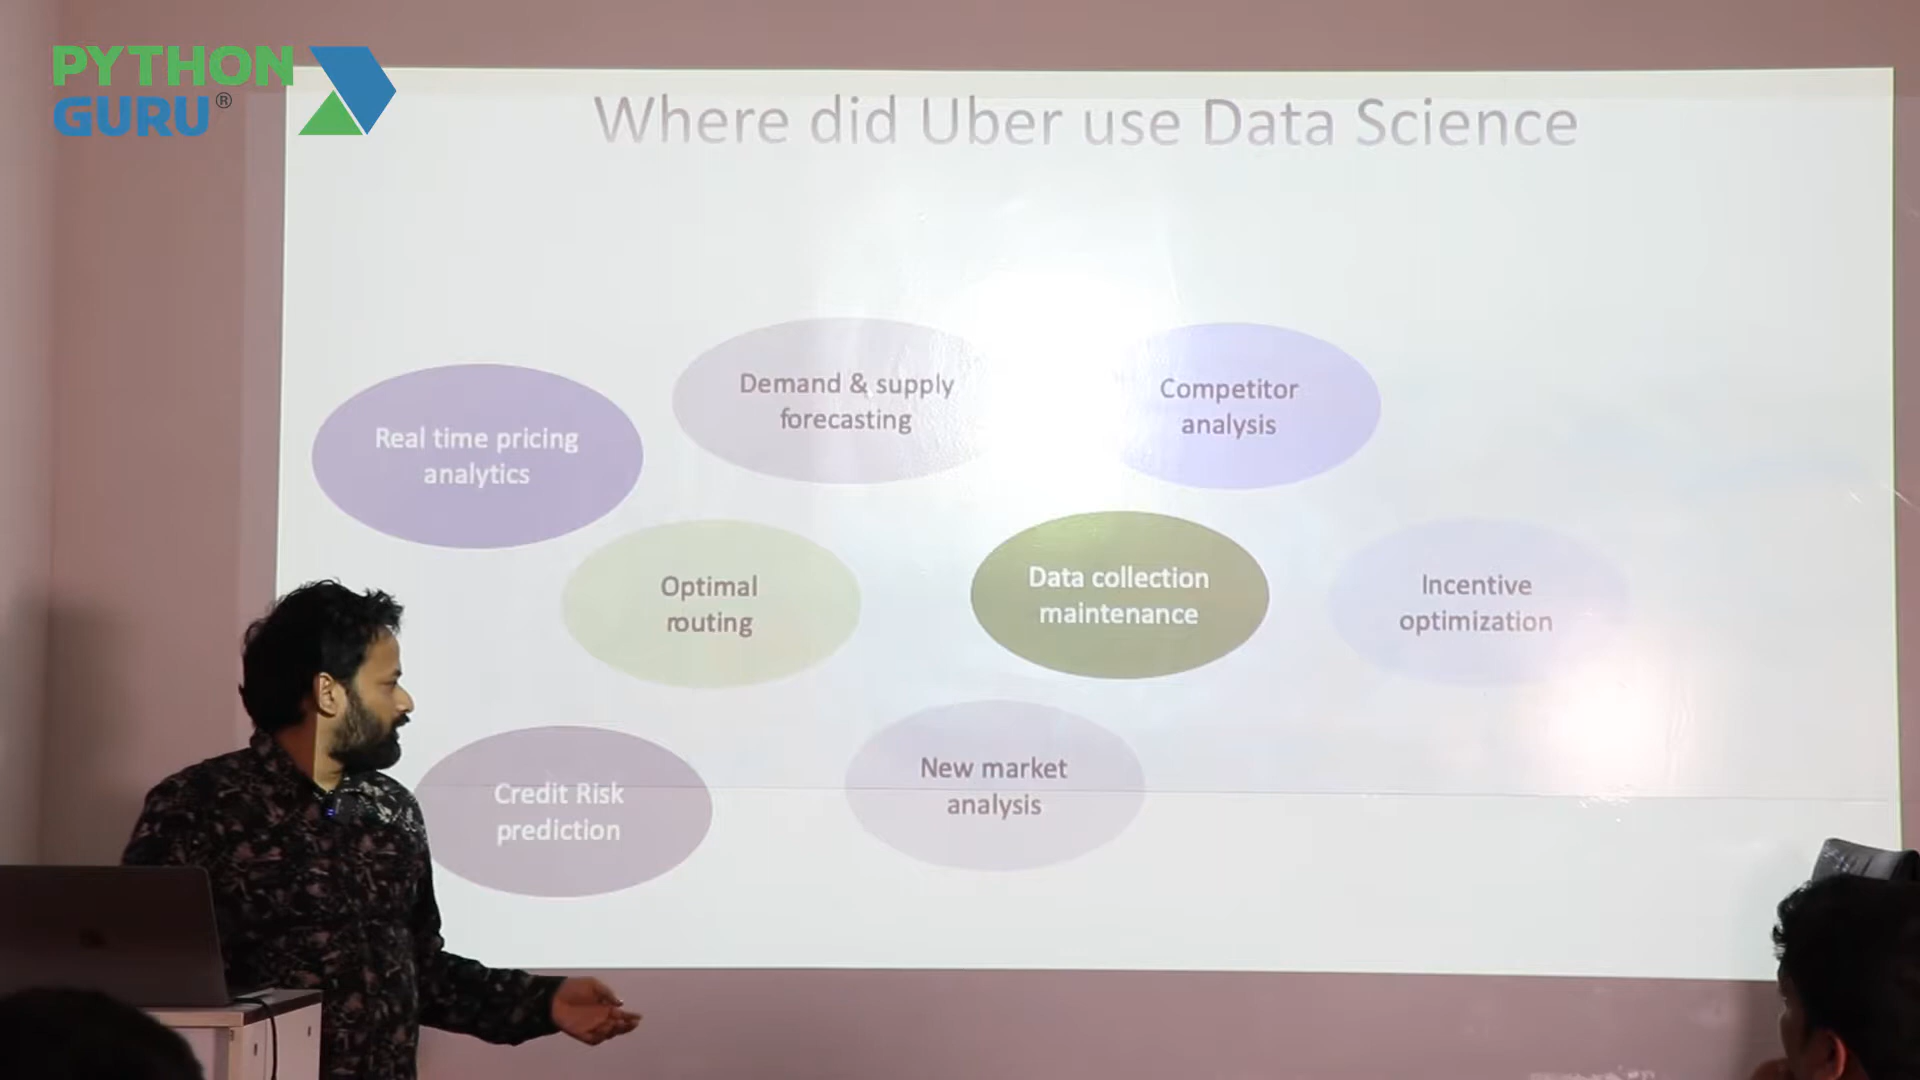 PYTHON
GURU®
Where did Uber use Data Science
Real time pricing
analytics
Demand & supply
forecasting
Competitor
analysis
Optimal
routing
Data collection
maintenance
Incentive
optimization
Credit Risk
prediction
New market
analysis